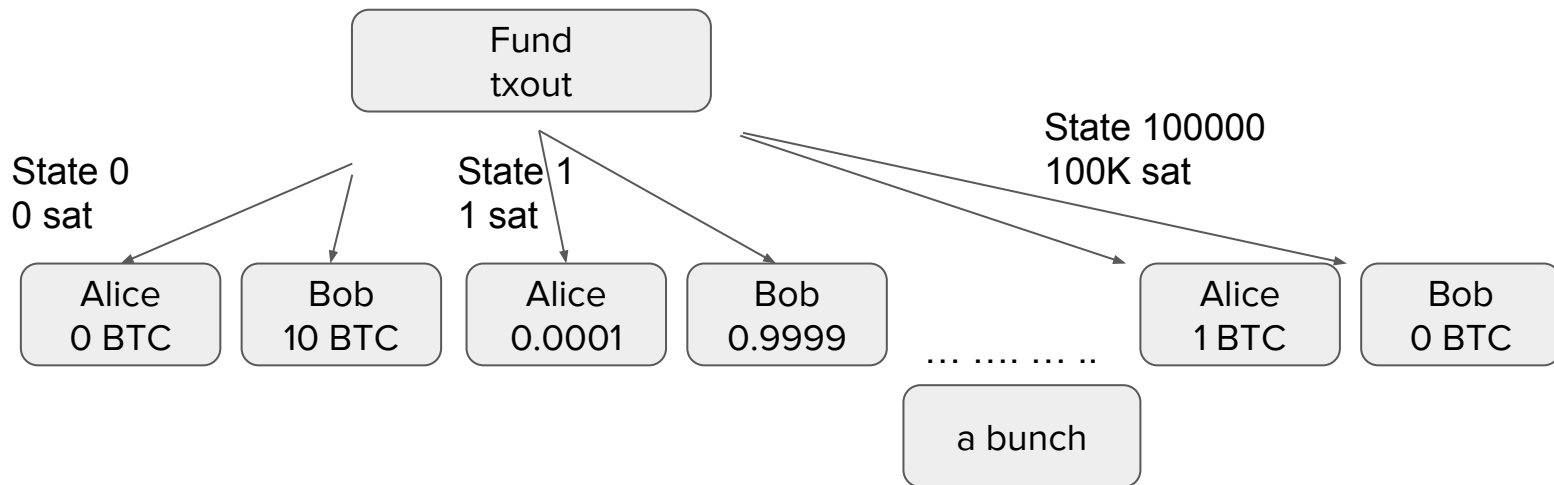 Fund
txout
State 0
0 sat
State 1
1 sat
State 100000
100K sat
Alice
0 BTC
Bob
10 BTC
Alice
0.0001
Bob
0.9999
... .... ... ..
a bunch
Alice
1 BTC
Bob
0 BTC